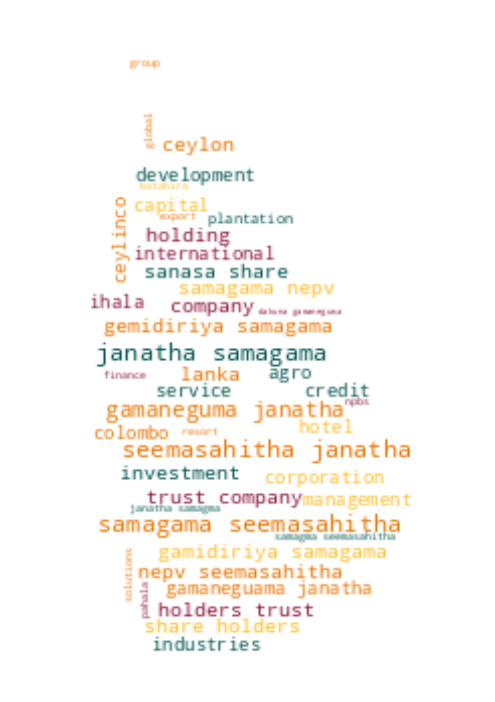 group
global
ceylon
development
batahira
capital
export
plantation
ceylinco
holding
international
sanasa share
samagama nepv
ihala
company
dakuna gamaneguma
gemidiriya samagama
janatha samagama
finance
lanka
agro
service
credit
npbs
gamaneguma janatha
hotel
colombo
resort
seemasahitha janatha
investment
corporation
trust company
management
janatha samagma
samagama seemasahitha
samagma seemasahitha
gamidiriya samagama
solutions
nepv seemasahitha
gamaneguama janatha
pahala
holders trust
share holders
industries